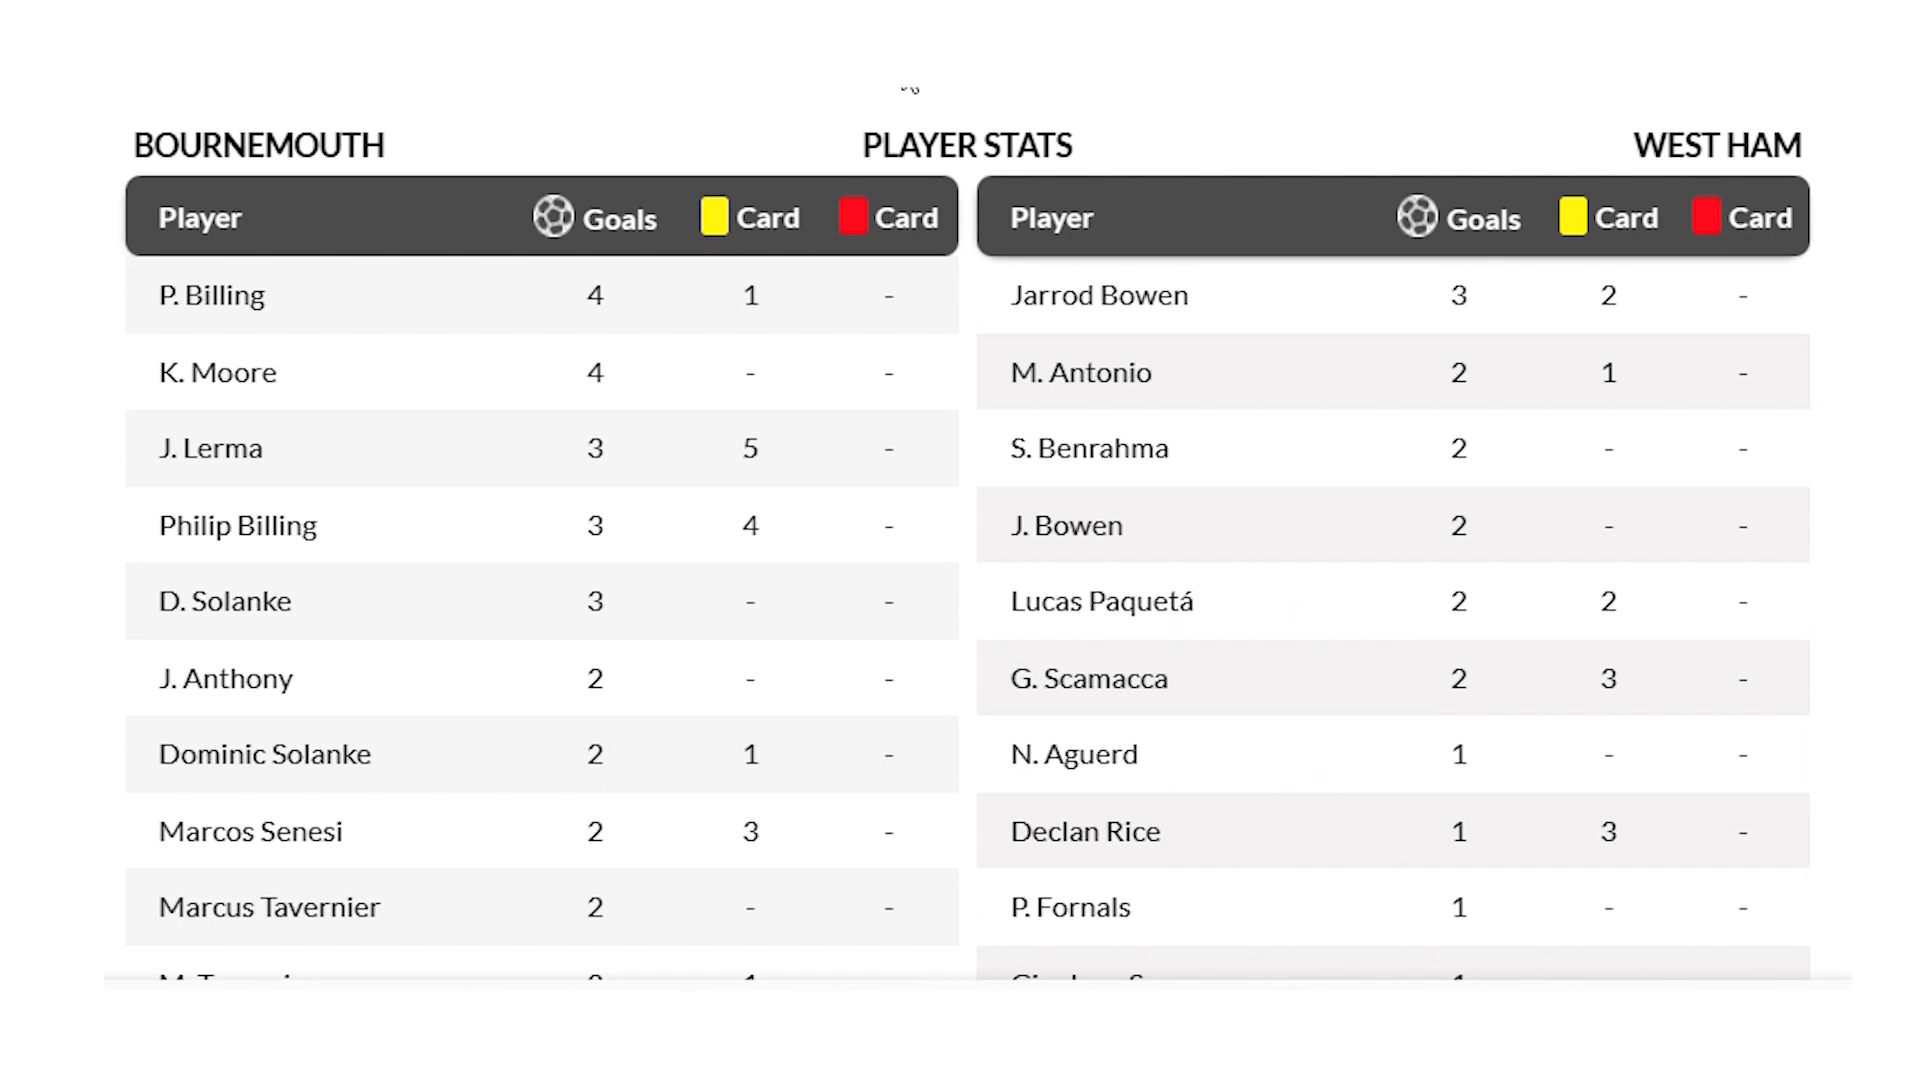 BOURNEMOUTH PLAYER STATS WEST HAM
Player Goals Card Card Player Goals Card Card
P. Billing 4 1 - Jarrod Bowen 3 2 -
K. Moore 4 - - M. Antonio 2 1 -
J. Lerma 3 5 - S. Benrahma 2 - -
Philip Billing 3 4 - J. Bowen 2 - -
D. Solanke 3 - - Lucas Paquetá 2 2 -
J. Anthony 2 - - G. Scamacca 2 3 -
Dominic Solanke 2 1 - N. Aguerd 1 - -
Marcos Senesi 2 3 - Declan Rice 1 3 -
Marcus Tavernier 2 - - P. Fornals 1 - -